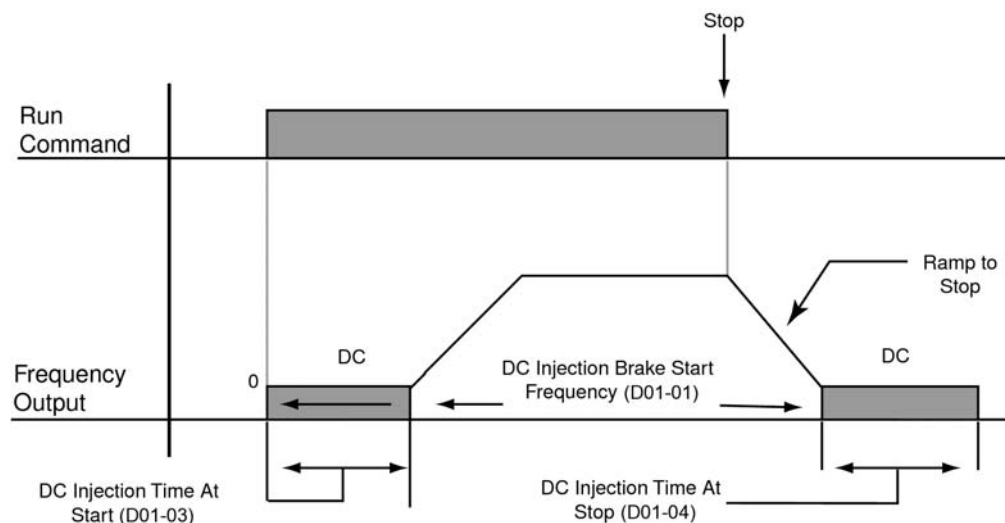 Stop
Run
Command
Ramp to
Stop
DC
DC
DC Injection Brake Start
Frequency (D01-01)
Frequency
Output
0
DC Injection Time At
Start (D01-03)
DC Injection Time At
Stop (D01-04)